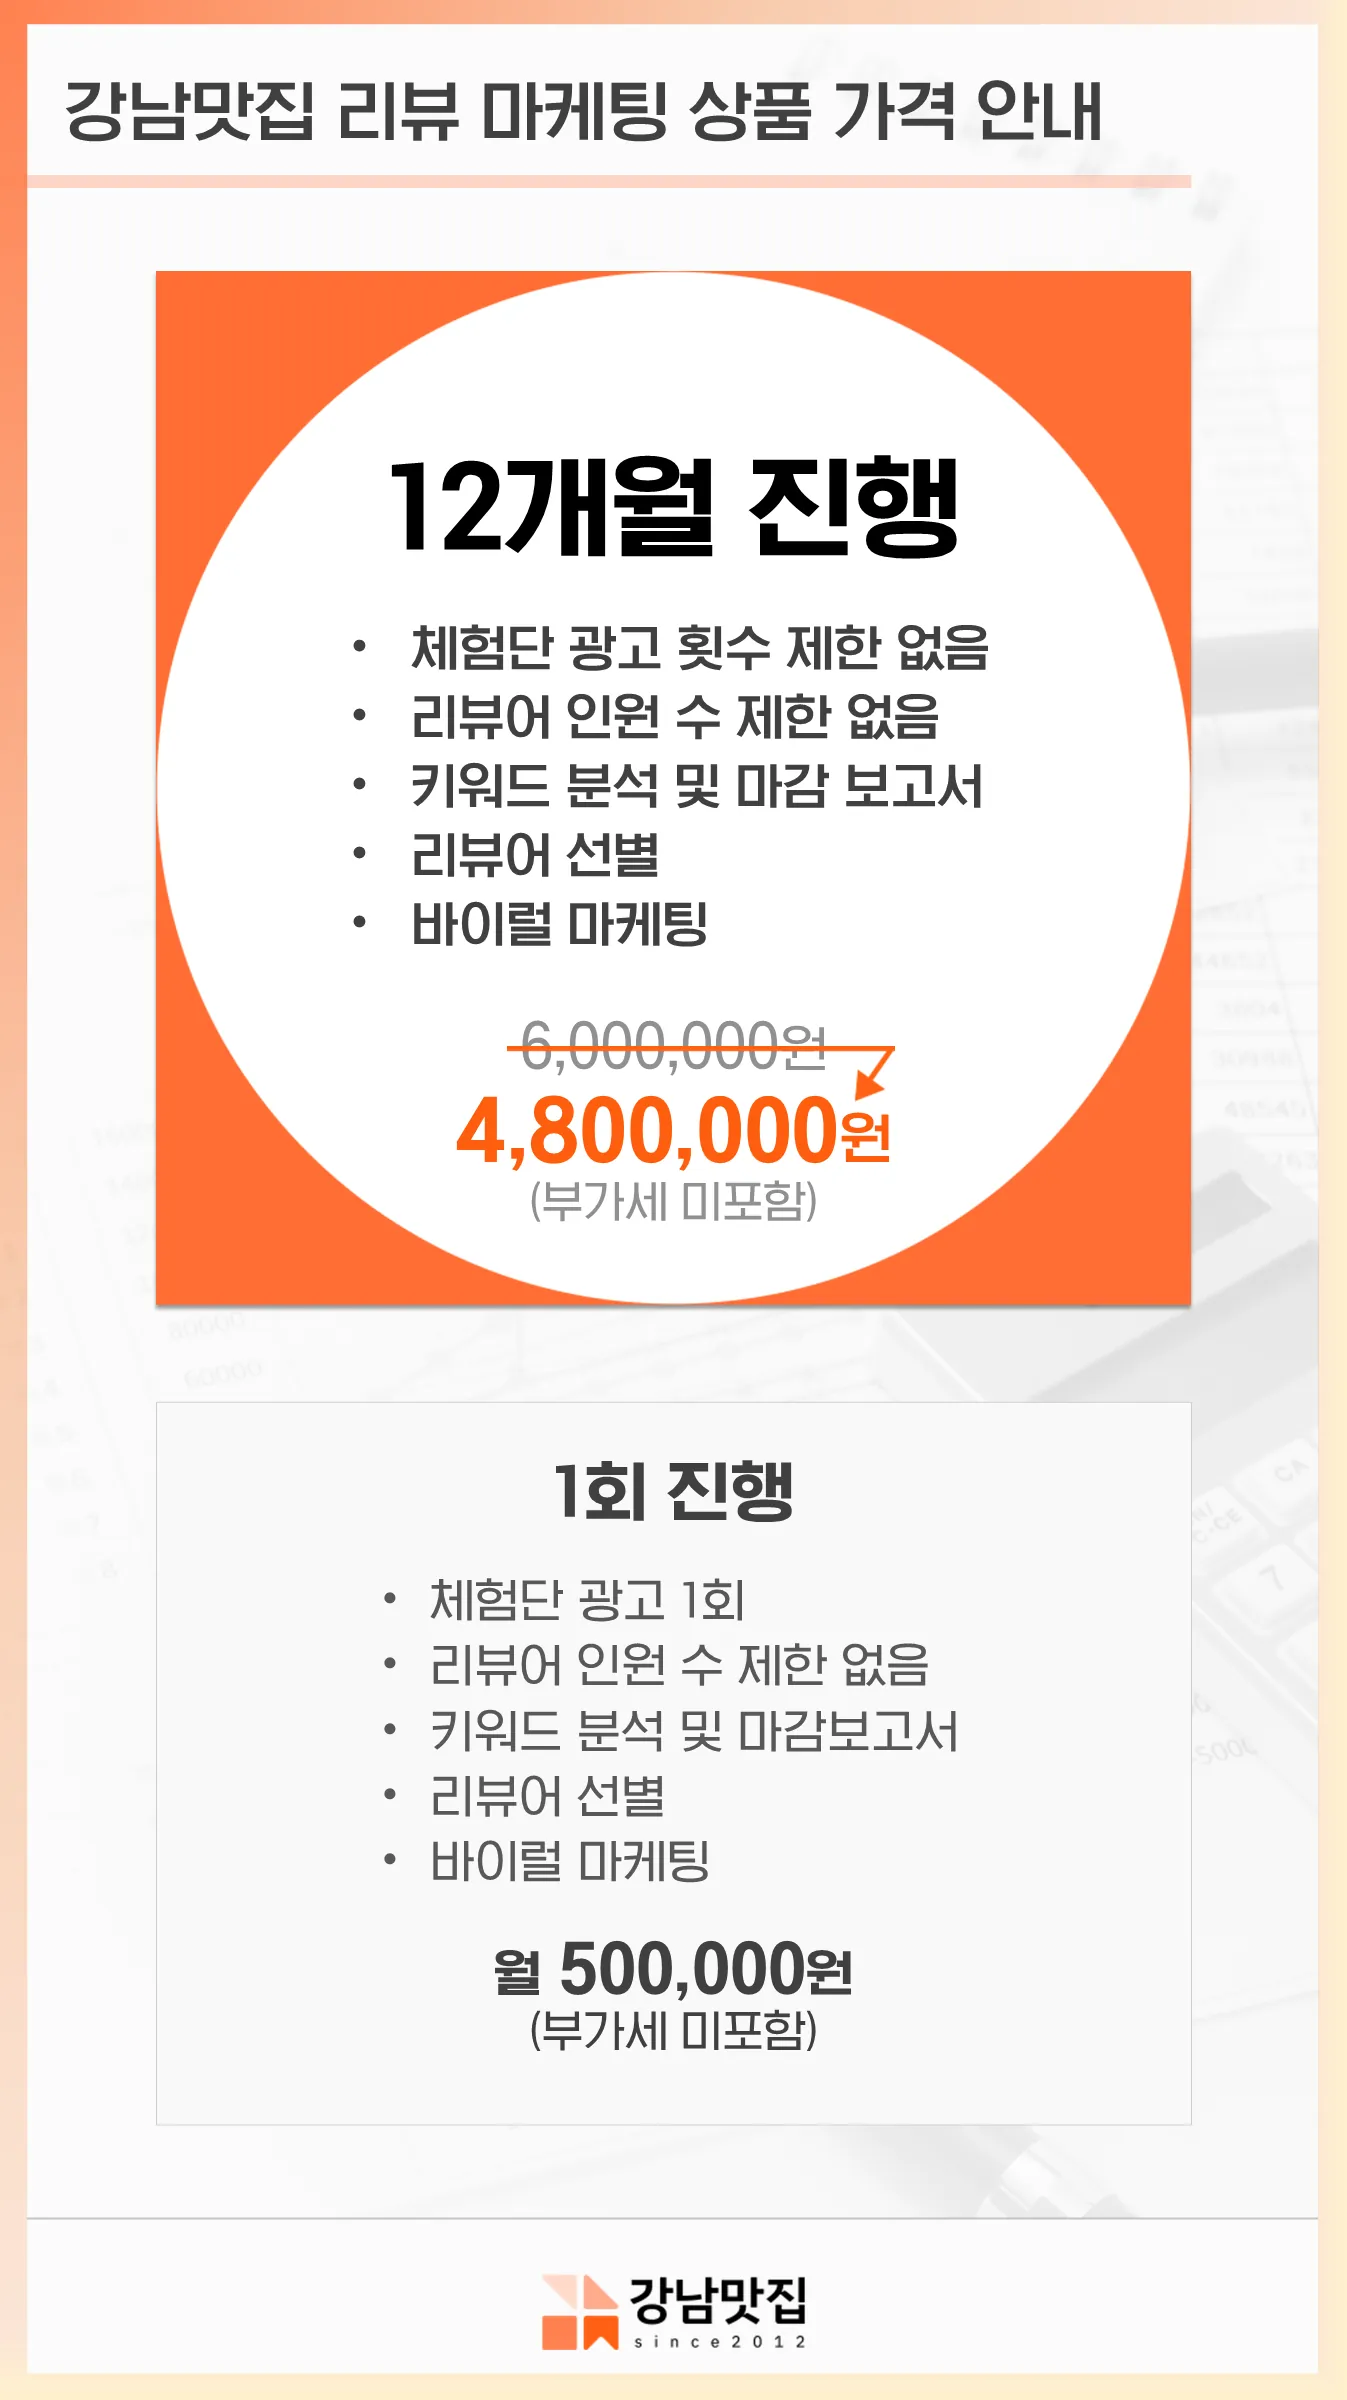 강남맛집 리뷰 마케팅 상품 가격 안내
12개월 진행
• 체험단 광고 횟수 제한 없음
• 리뷰어 인원 수 제한 없음
• 키워드 분석 및 마감 보고서
• 리뷰어 선별
• 바이럴 마케팅
6,000,000원
4,800,000원
(부가세 미포함)
80000
60000
1회 진행
• 체험단 광고 1회
• 리뷰어 인원 수 제한 없음
• 키워드 분석 및 마감보고서
• 리뷰어 선별
• 바이럴 마케팅
월 500,000원
(부가세 미포함)
CA
7
강남맛집
since2012